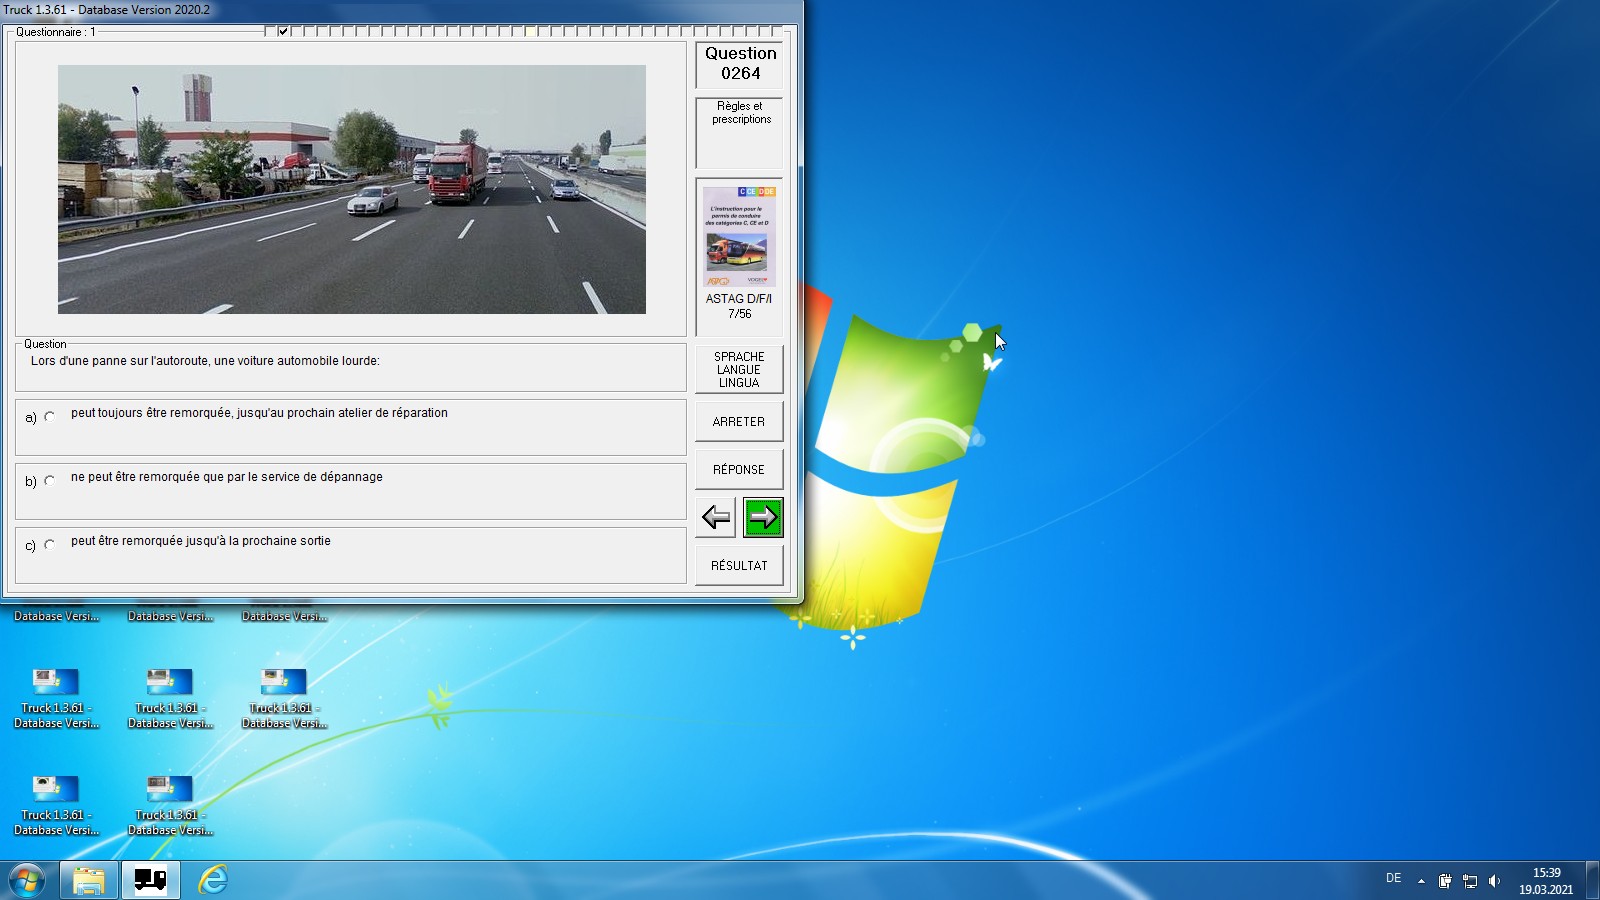 Truck 1.3.61 - Database Version 2020.2
Questionnaire : 1
Question
0264
Règles et
prescriptions
C CE D DE
L'instruction pour le
permis de conduire
des catégories C, CE et D
ASTAG D/F/I
7/56
Question
Lors d'une panne sur l'autoroute, une voiture automobile lourde:
a)
peut toujours être remorquée, jusqu'au prochain atelier de réparation
b)
ne peut être remorquée que par le service de dépannage
c)
peut être remorquée jusqu'à la prochaine sortie
SPRACHE
LANGUE
LINGUA
ARRETER
RÉPONSE
RÉSULTAT
Database Versi...
Database Versi...
Database Versi...
Truck 1.3.61 -
Database Versi...
Truck 1.3.61 -
Database Versi...
Truck 1.3.61 -
Database Versi...
Truck 1.3.61 -
Database Versi...
Truck 1.3.61 -
Database Versi...
DE
15:39
19.03.2021